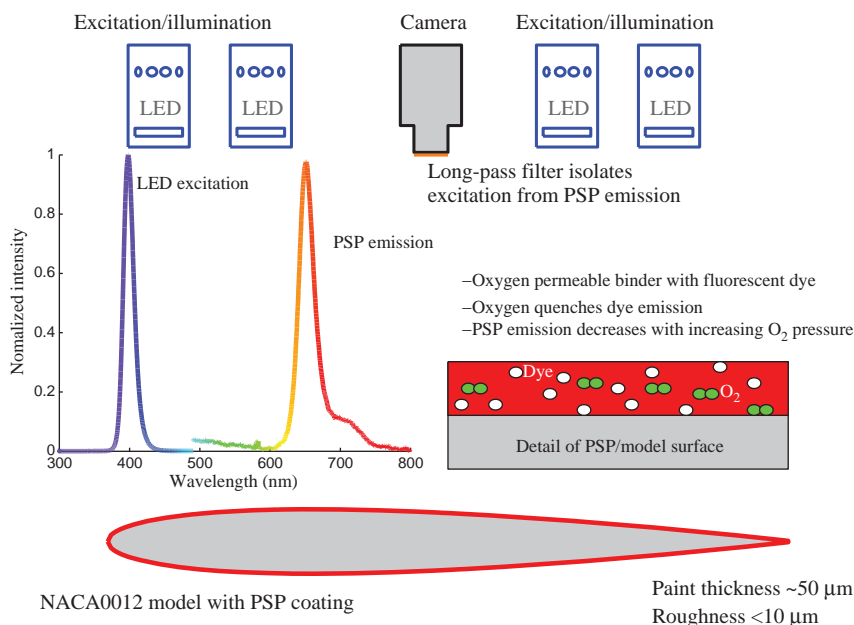 Excitation/illumination
Camera
Excitation/illumination
LED
LED
LED
LED
Long-pass filter isolates
excitation from PSP emission
1
0.8
0.6
0.4
0.2
0
Nomalized intensity
LED excitation
PSP emission
300
400
500
600
700
800
Wavelength (nm)
–Oxygen permeable binder with fluorescent dye
–Oxygen quenches dye emission
–PSP emission decreases with increasing O2 pressure
Dye
O2
Detail of PSP/model surface
NACA0012 model with PSP coating
Paint thickness ~50 μm
Roughness <10 μm